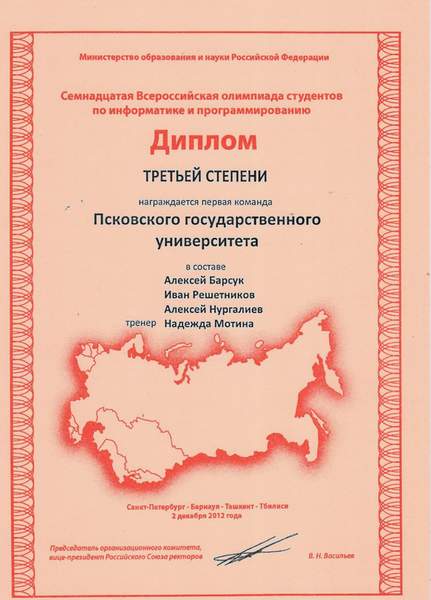 Министерство образования и науки Российской Федерации
Семнадцатая Всероссийская олимпиада студентов
по информатике и программированию
Диплом
ТРЕТЬЕЙ СТЕПЕНИ
награждается первая команда
Псковского государственного
университета
в составе
Алексей Барсук
Иван Решетников
Алексей Нургалиев
тренер Надежда Мотина
Санкт-Петербург - Барнаул - Ташкент - Тбилиси
2 декабря 2012 года
Председатель организационного комитета,
вице-президент Российского Союза ректоров
В. Н. Васильев